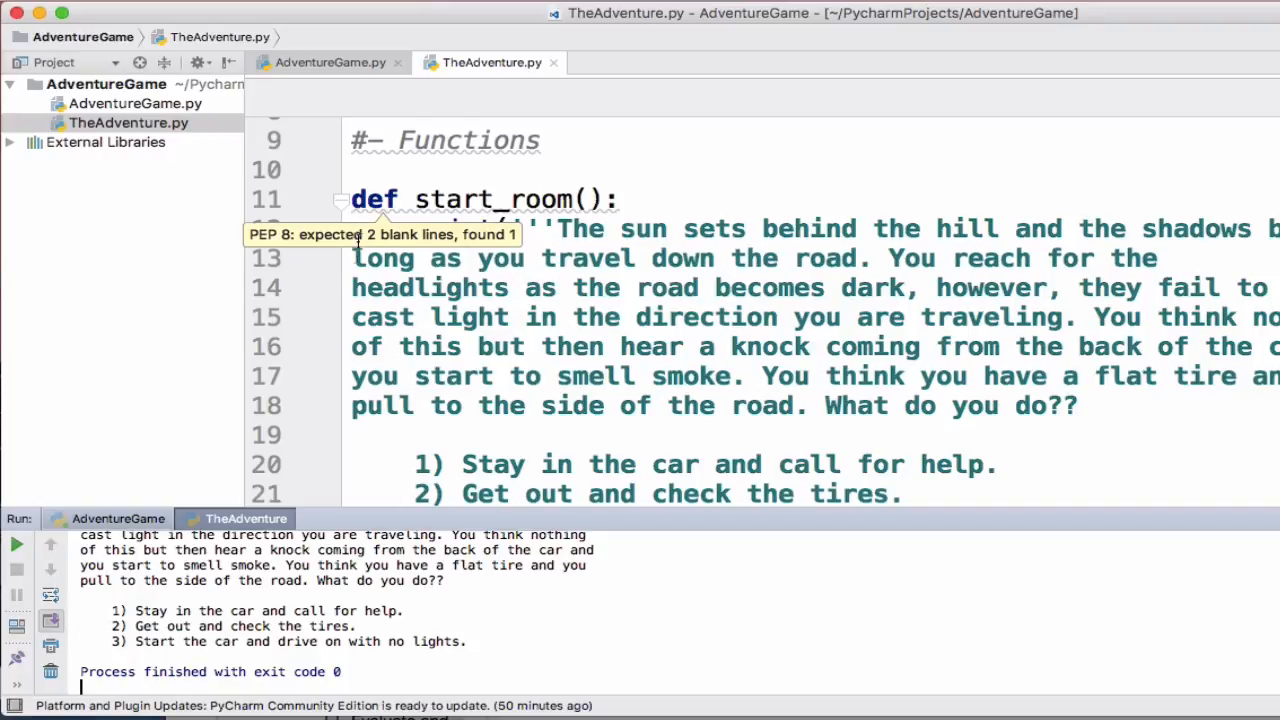 TheAdventure.py - AdventureGame - [~/PycharmProjects/AdventureGame]
AdventureGame TheAdventure.py
Project
AdventureGame.py
TheAdventure.py
AdventureGame ~/Pycharm
AdventureGame.py
TheAdventure.py
External Libraries
9 #- Functions
10
11 def start_room():
PEP 8: expected 2 blank lines, found 1
'''The sun sets behind the hill and the shadows b
13 long as you travel down the road. You reach for the
14 headlights as the road becomes dark, however, they fail to
15 cast light in the direction you are traveling. You think no
16 of this but then hear a knock coming from the back of the c
17 you start to smell smoke. You think you have a flat tire an
18 pull to the side of the road. What do you do??
19
20 1) Stay in the car and call for help.
21 2) Get out and check the tires.
Run: AdventureGame TheAdventure
cast light in the direction you are traveling. You think nothing
of this but then hear a knock coming from the back of the car and
you start to smell smoke. You think you have a flat tire and you
pull to the side of the road. What do you do??
1) Stay in the car and call for help.
2) Get out and check the tires.
3) Start the car and drive on with no lights.
Process finished with exit code 0
Platform and Plugin Updates: PyCharm Community Edition is ready to update. (50 minutes ago)